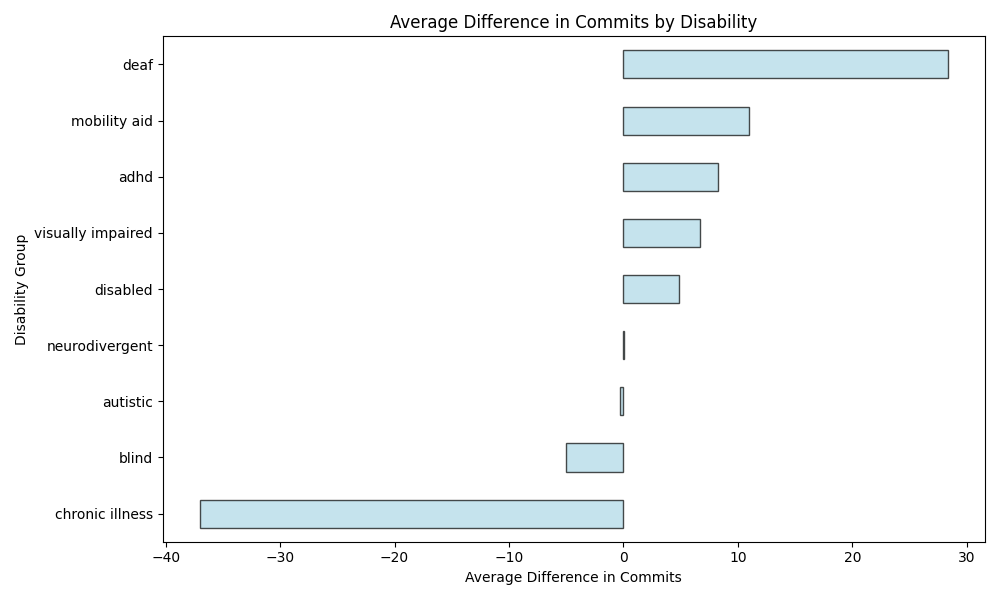 Average Difference in Commits by Disability
deaf
mobility aid
adhd
visually impaired
disabled
neurodivergent
autistic
blind
chronic illness
Disability Group
−40 −30 −20 −10 0 10 20 30
Average Difference in Commits